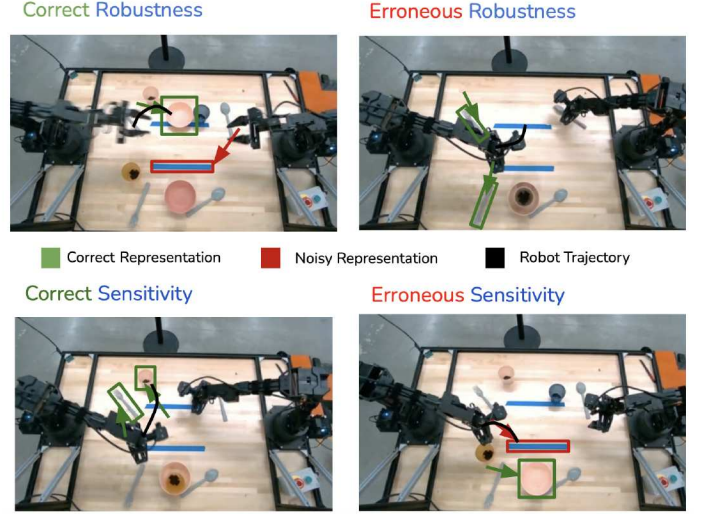 Correct Robustness
Erroneous Robustness
Correct Representation
Noisy Representation
Robot Trajectory
Correct Sensitivity
Erroneous Sensitivity